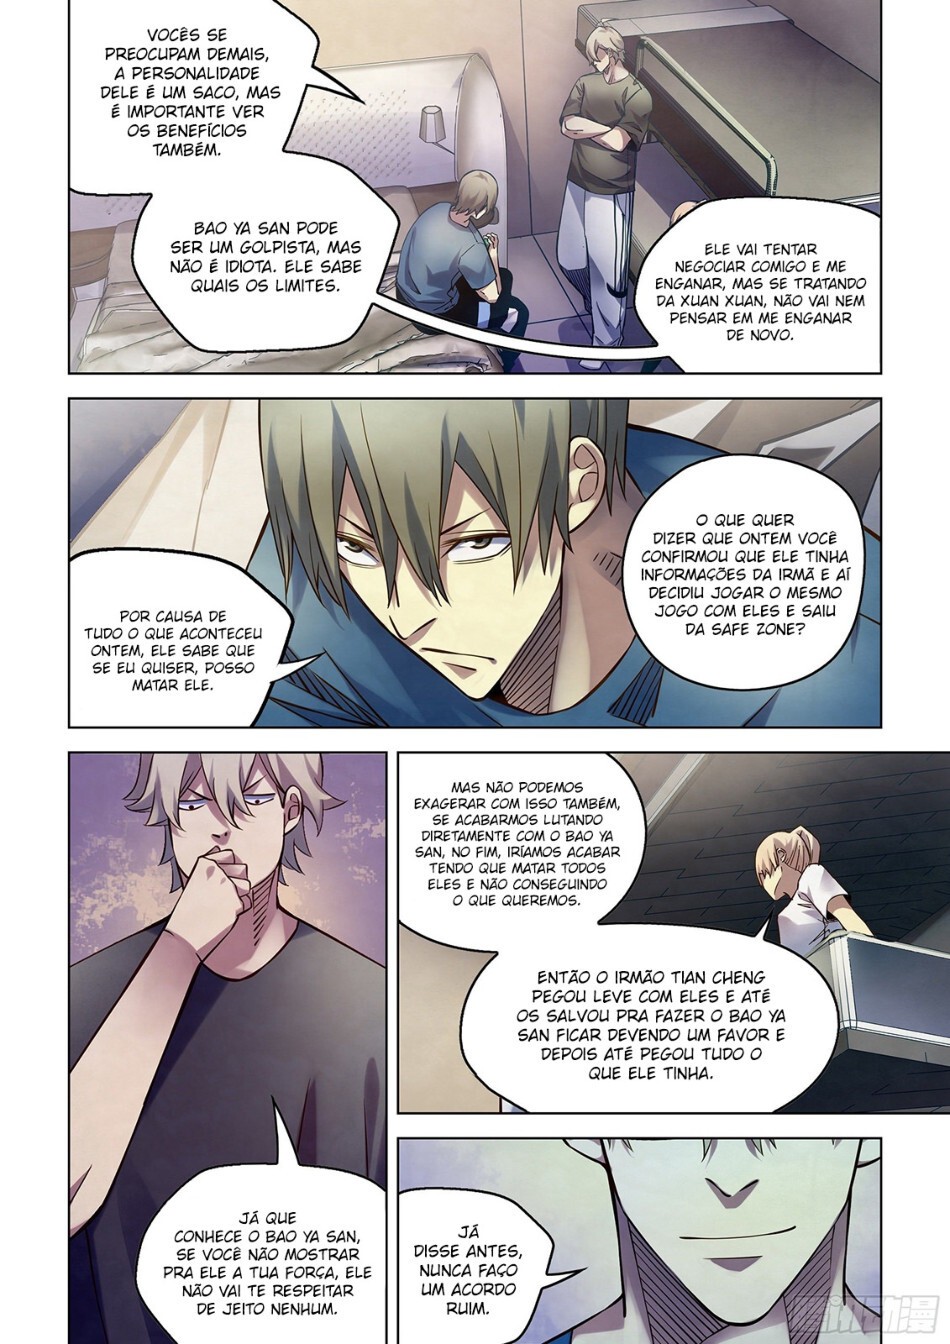 VOCÊS SE
PREOCUPAM DEMAIS,
A PERSONALIDADE
DELE É UM SACO, MAS
É IMPORTANTE VER
OS BENEFÍCIOS
TAMBÉM.
BAO YA SAN PODE
SER UM GOLPISTA, MAS
NÃO É IDIOTA. ELE SABE
QUAIS OS LIMITES.
ELE VAI TENTAR
NEGOCIAR COMIGO E ME
ENGANAR, MAS SE TRATANDO
DA XUAN XUAN, NÃO VAI NEM
PENSAR EM ME ENGANAR
DE NOVO.
O QUE QUER
DIZER QUE ONTEM VOCÊ
CONFIRMOU QUE ELE TINHA
INFORMAÇÕES DA IRMÃ E AÍ
DECIDIU JOGAR O MESMO
JOGO COM ELES E SAIU
DA SAFE ZONE?
POR CAUSA DE
TUDO O QUE ACONTECEU
ONTEM, ELE SABE QUE
SE EU QUISER, POSSO
MATAR ELE.
MAS NÃO PODEMOS
EXAGERAR COM ISSO TAMBÉM,
SE ACABARMOS LUTANDO
DIRETAMENTE COM O BAO YA
SAN, NO FIM, IRÍAMOS ACABAR
TENDO QUE MATAR TODOS
ELES E NÃO CONSEGUINDO
O QUE QUEREMOS.
ENTÃO O IRMÃO TIAN CHENG
PEGOU LEVE COM ELES E ATÉ
OS SALVOU PRA FAZER O BAO YA
SAN FICAR DEVENDO UM FAVOR E
DEPOIS ATÉ PEGOU TUDO O
QUE ELE TINHA.
JÁ QUE
CONHECE O BAO YA SAN,
SE VOCÊ NÃO MOSTRAR
PRA ELE A TUA FORÇA, ELE
NÃO VAI TE RESPEITAR
DE JEITO NENHUM.
JÁ
DISSE ANTES,
NUNCA FAÇO
UM ACORDO
RUIM.